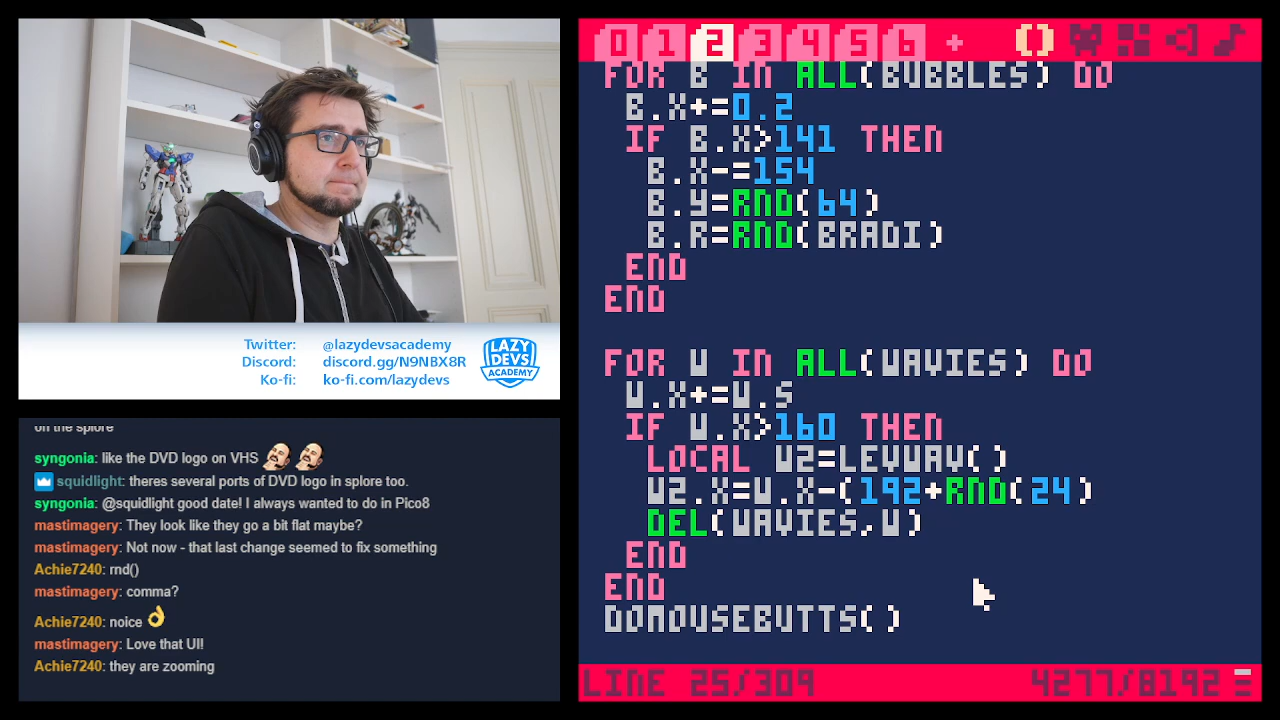 Twitter: @lazydevsacademy
Discord: discord.gg/N9NBX8R
Ko-fi: ko-fi.com/lazydevs
LAZY
DEVS
ACADEMY
on the splore
syngonia: like the DVD logo on VHS
squidlight: theres several ports of DVD logo in splore too.
syngonia: @squidlight good date! I always wanted to do in Pico8
mastimagery: They look like they go a bit flat maybe?
mastimagery: Not now - that last change seemed to fix something
Achie7240: rnd()
mastimagery: comma?
Achie7240: noice
mastimagery: Love that UI!
Achie7240: they are zooming
0 1 2 3 4 5 6 + ()
FOR B IN ALL(BUBBLES) DO
B.X+=0.2
IF B.X>141 THEN
B.X-=154
B.Y=RND(64)
B.R=RND(BRADI)
END
END
FOR W IN ALL(WAVIES) DO
W.X+=W.S
IF W.X>160 THEN
LOCAL W2=LEVWAV()
W2.X=W.X-(192+RND(24)
DEL(WAVIES,W)
END
END
DOMOUSEBUTTS()
LINE 25/309 4277/8192